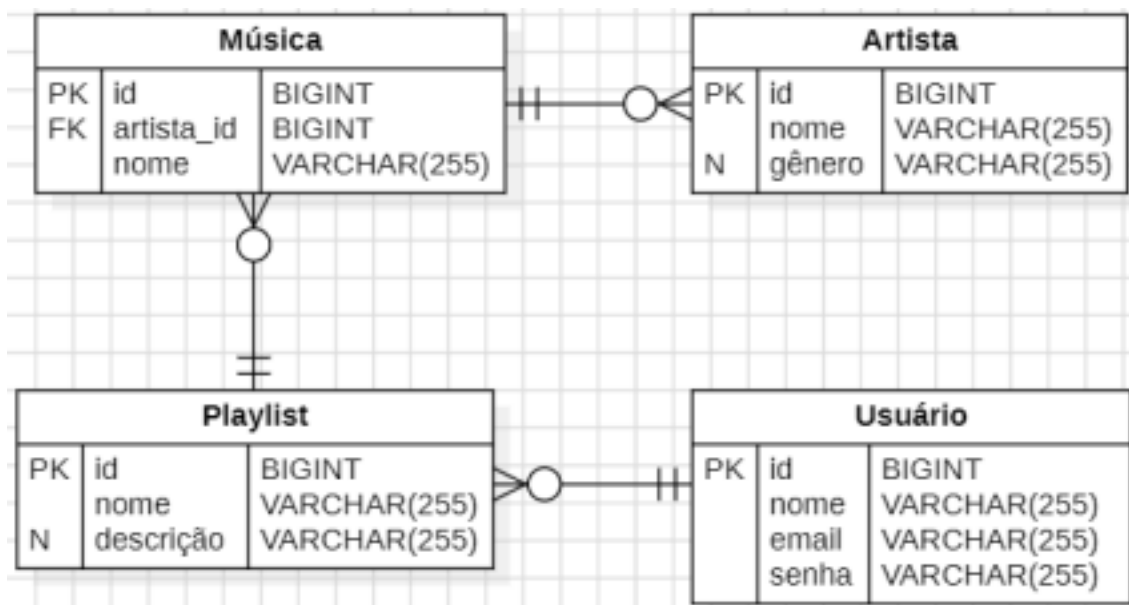 Música
PK id BIGINT
FK artista_id BIGINT
nome VARCHAR(255)
Artista
PK id BIGINT
nome VARCHAR(255)
N gênero VARCHAR(255)
Playlist
PK id BIGINT
nome VARCHAR(255)
N descrição VARCHAR(255)
Usuário
PK id BIGINT
nome VARCHAR(255)
email VARCHAR(255)
senha VARCHAR(255)